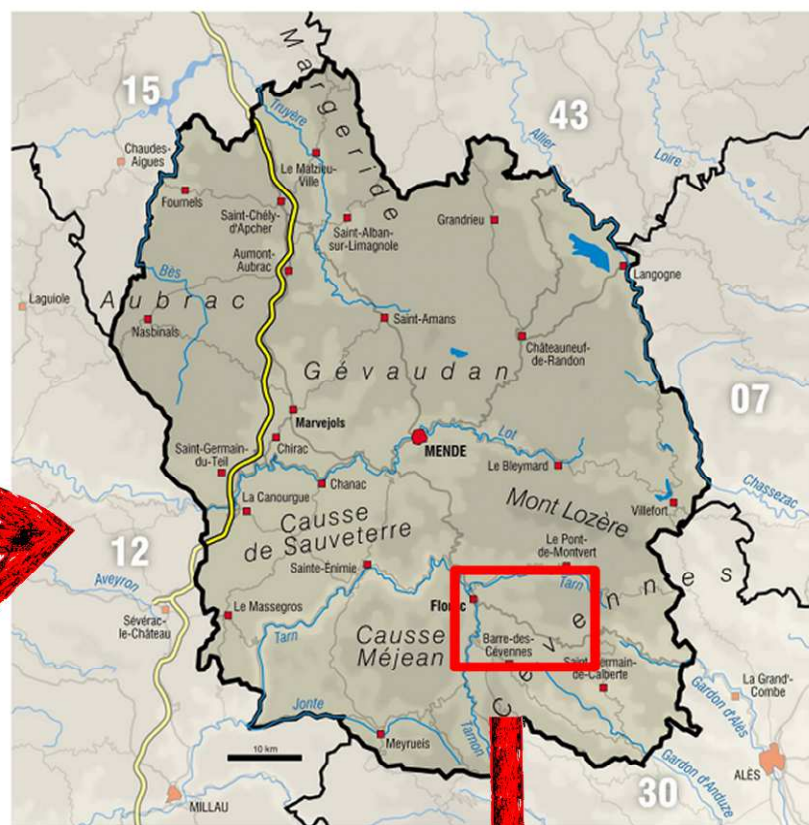 Margeride
15
43
Truyère
Allier
Loire
Chaudes-
Aigues
Le Malzieu-
Ville
Fournels
Saint-Chély
d'Apcher
Saint-Alban-
sur-Limagnole
Grandrieu
Aumont-
Aubrac
Langogne
Bès
Laguiole
Aubrac
Nasbinals
Saint-Amans
Châteauneuf-
de-Randon
Gévaudan
07
Marvejols
Chirac
MENDE
Lot
Saint-Germain-
du-Teil
Le Bleymard
Chassezac
La Canourgue
Chanac
Mont Lozère
Villefort
Causse
de Sauveterre
12
Le Pont-
de-Montvert
Aveyron
Sainte-Énimie
Tarn
Sévérac-
le-Château
Le Massegros
Florac
Cévennes
Tarn
Causse
Méjean
Barre-des-
Cévennes
Saint-Germain-
de-Calberte
La Grand'-
Combe
Gardon d'Alès
Jonte
Tarnon
Meyrueis
10 km
Gardon d'Anduze
ALÈS
30
MILLAU